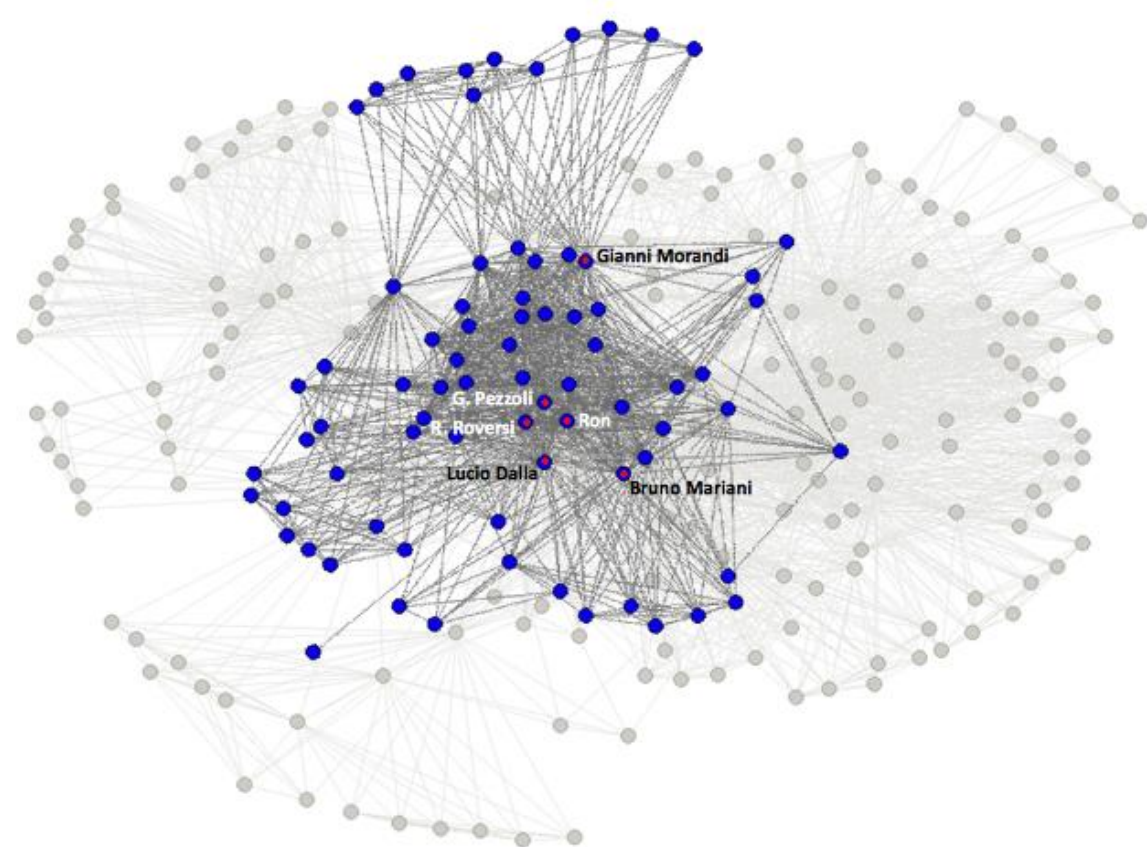 Gianni Morandi
G. Pezzoli
R. Roversi
Ron
Lucio Dalla
Bruno Mariani